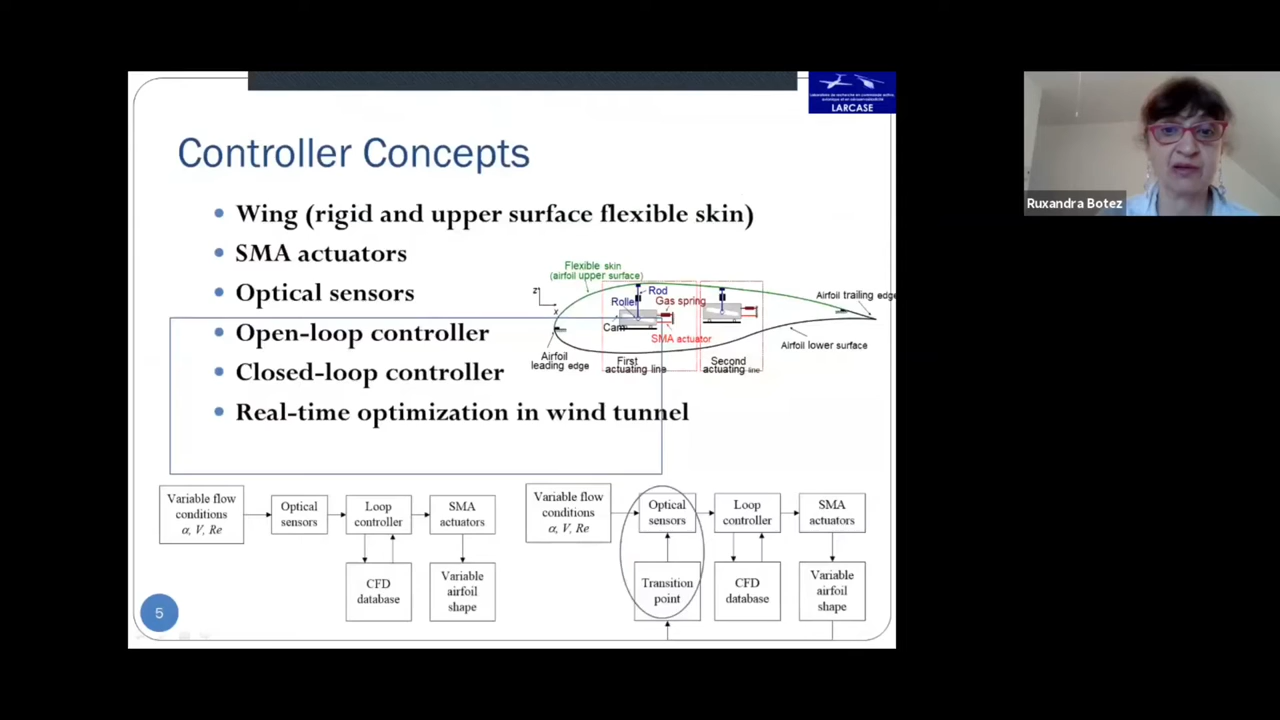 LARCASE
Controller Concepts
Wing (rigid and upper surface flexible skin)
SMA actuators
Optical sensors
Open-loop controller
Closed-loop controller
Real-time optimization in wind tunnel
Flexible skin
(airfoil upper surface)
z
x
Rod
Roller
Gas spring
Cam
SMA actuator
Airfoil trailing edge
Airfoil lower surface
Airfoil
leading edge
First
actuating line
Second
actuating line
Variable flow
conditions
α, V, Re
Optical
sensors
Loop
controller
SMA
actuators
CFD
database
Variable
airfoil
shape
Variable flow
conditions
α, V, Re
Optical
sensors
Loop
controller
SMA
actuators
Transition
point
CFD
database
Variable
airfoil
shape
5
Ruxandra Botez